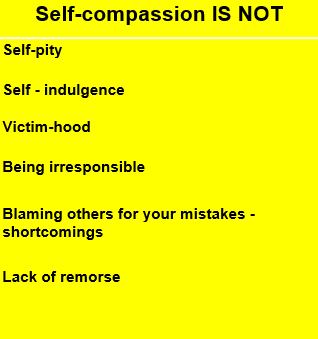 Self-compassion IS NOT
Self-pity
Self - indulgence
Victim-hood
Being irresponsible
Blaming others for your mistakes -
shortcomings
Lack of remorse